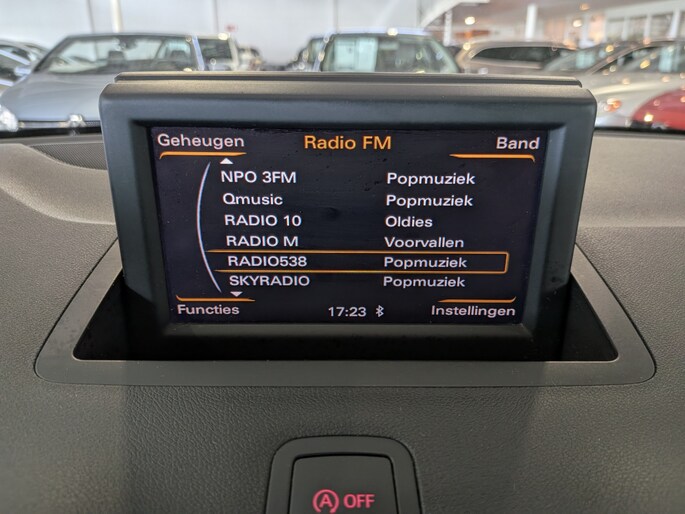 Geheugen Radio FM Band
NPO 3FM Popmuziek
Qmusic Popmuziek
RADIO 10 Oldies
RADIO M Voorvallen
RADIO538 Popmuziek
SKYRADIO Popmuziek
Functies 17:23 Instellingen
A OFF